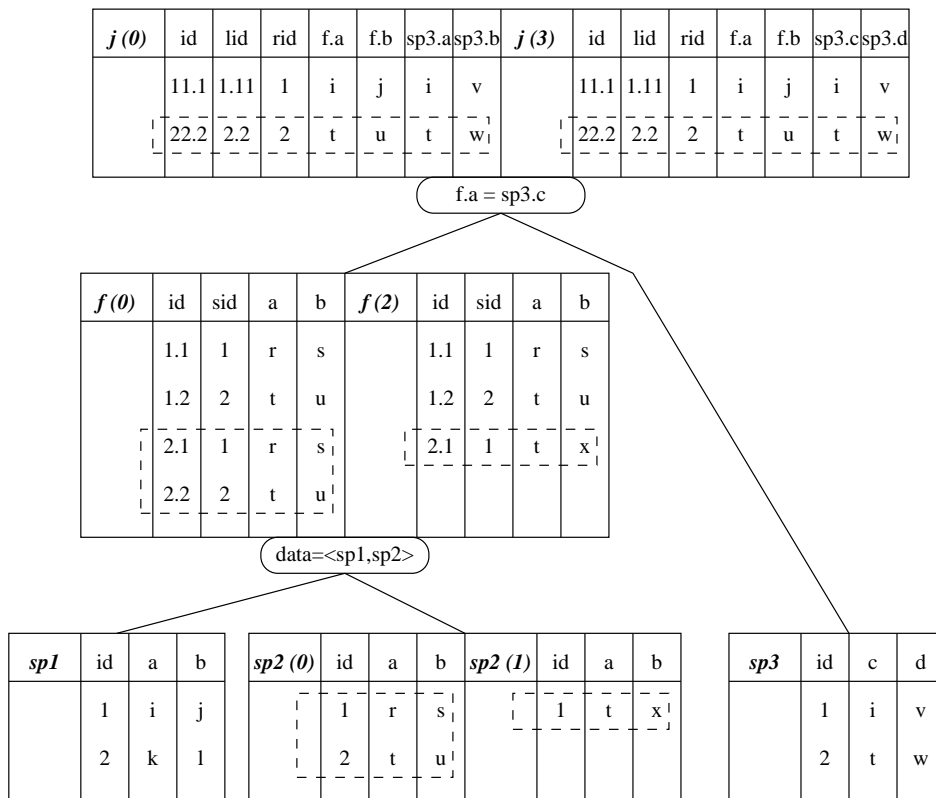 j (0) id lid rid f.a f.b sp3.a sp3.b j (3) id lid rid f.a f.b sp3.c sp3.d
11.1 1.11 1 i j i v 11.1 1.11 1 i j i v
22.2 2.2 2 t u t w 22.2 2.2 2 t u t w
f.a = sp3.c
f (0) id sid a b f (2) id sid a b
1.1 1 r s 1.1 1 r s
1.2 2 t u 1.2 2 t u
2.1 1 r s 2.1 1 t x
2.2 2 t u
data=<sp1,sp2>
sp1 id a b sp2 (0) id a b sp2 (1) id a b sp3 id c d
1 i j 1 r s 1 t x 1 i v
2 k l 2 t u 2 t w